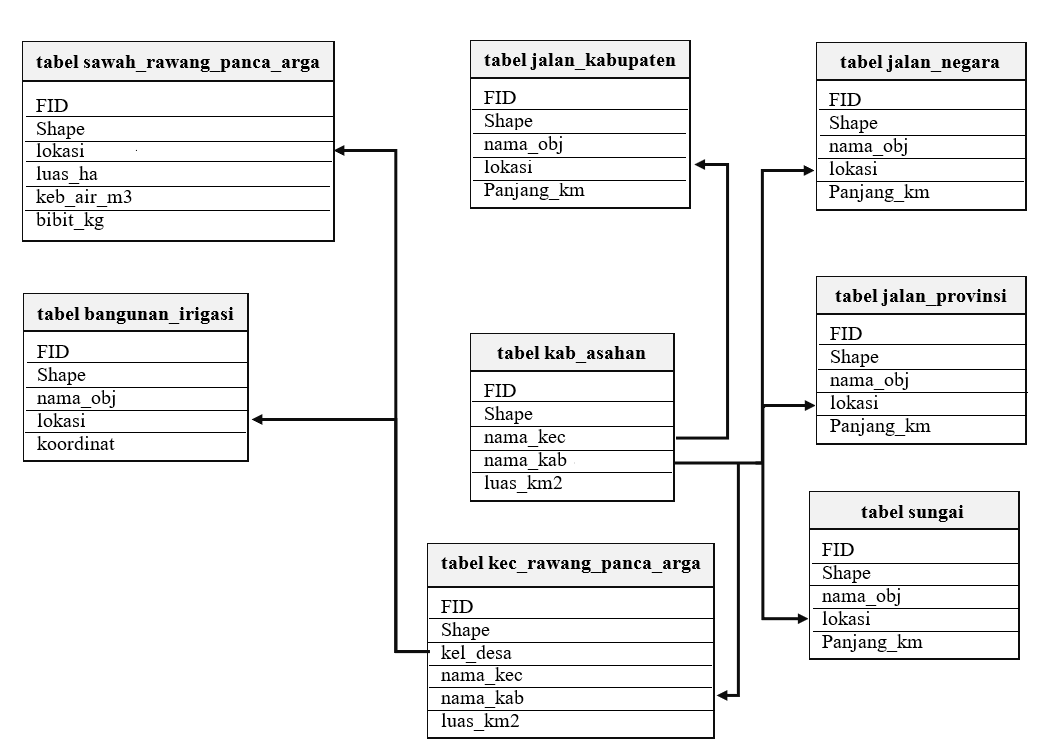 tabel sawah_rawang_panca_arga
FID
Shape
lokasi
luas_ha
keb_air_m3
bibit_kg
tabel jalan_kabupaten
FID
Shape
nama_obj
lokasi
Panjang_km
tabel jalan_negara
FID
Shape
nama_obj
lokasi
Panjang_km
tabel bangunan_irigasi
FID
Shape
nama_obj
lokasi
koordinat
tabel kab_asahan
FID
Shape
nama_kec
nama_kab
luas_km2
tabel jalan_provinsi
FID
Shape
nama_obj
lokasi
Panjang_km
tabel kec_rawang_panca_arga
FID
Shape
kel_desa
nama_kec
nama_kab
luas_km2
tabel sungai
FID
Shape
nama_obj
lokasi
Panjang_km